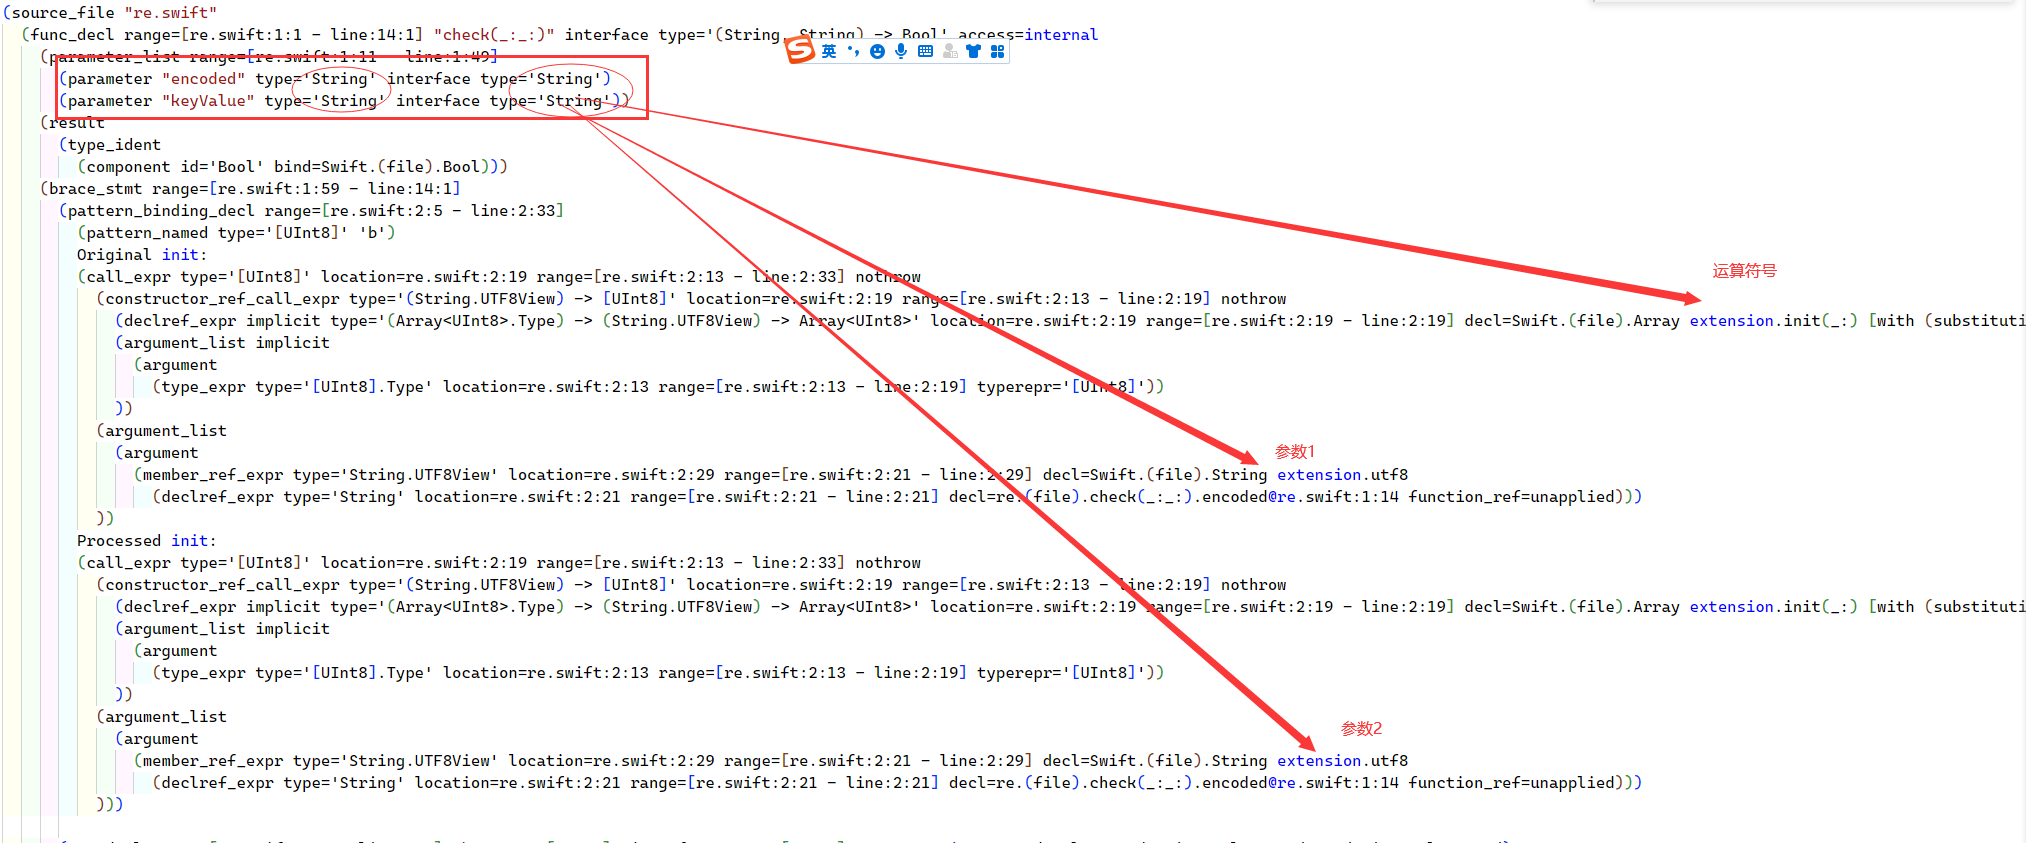 (source_file "re.swift"
(func_decl range=[re.swift:1:1 - line:14:1] "check(_:_:)" interface type='(String, String) -> Bool' access=internal
英
(parameter_list range=[re.swift:1:11 - line:1:49]
(parameter "encoded" type='String' interface type='String')
(parameter "keyValue" type='String' interface type='String'))
(result
(type_ident
(component id='Bool' bind=Swift.(file).Bool)))
(brace_stmt range=[re.swift:1:59 - line:14:1]
(pattern_binding_decl range=[re.swift:2:5 - line:2:33]
(pattern_named type='[UInt8]' 'b')
Original init:
运算符号
(call_expr type='[UInt8]' location=re.swift:2:19 range=[re.swift:2:13 - line:2:33] nothrow
(constructor_ref_call_expr type='(String.UTF8View) -> [UInt8]' location=re.swift:2:19 range=[re.swift:2:13 - line:2:19] nothrow
(declref_expr implicit type='(Array<UInt8>.Type) -> (String.UTF8View) -> Array<UInt8>' location=re.swift:2:19 range=[re.swift:2:19 - line:2:19] decl=Swift.(file).Array extension.init(_:) [with (substituti
(argument_list implicit
(argument
(type_expr type='[UInt8].Type' location=re.swift:2:13 range=[re.swift:2:13 - line:2:19] typerepr='[UInt8]'))
))
(argument_list
(argument
参数1
(member_ref_expr type='String.UTF8View' location=re.swift:2:29 range=[re.swift:2:21 - line:2:29] decl=Swift.(file).String extension.utf8
(declref_expr type='String' location=re.swift:2:21 range=[re.swift:2:21 - line:2:21] decl=re.(file).check(_:_:).encoded@re.swift:1:14 function_ref=unapplied)))
))
Processed init:
(call_expr type='[UInt8]' location=re.swift:2:19 range=[re.swift:2:13 - line:2:33] nothrow
(constructor_ref_call_expr type='(String.UTF8View) -> [UInt8]' location=re.swift:2:19 range=[re.swift:2:13 - line:2:19] nothrow
(declref_expr implicit type='(Array<UInt8>.Type) -> (String.UTF8View) -> Array<UInt8>' location=re.swift:2:19 range=[re.swift:2:19 - line:2:19] decl=Swift.(file).Array extension.init(_:) [with (substituti
(argument_list implicit
(argument
(type_expr type='[UInt8].Type' location=re.swift:2:13 range=[re.swift:2:13 - line:2:19] typerepr='[UInt8]'))
))
(argument_list
(argument
参数2
(member_ref_expr type='String.UTF8View' location=re.swift:2:29 range=[re.swift:2:21 - line:2:29] decl=Swift.(file).String extension.utf8
(declref_expr type='String' location=re.swift:2:21 range=[re.swift:2:21 - line:2:21] decl=re.(file).check(_:_:).encoded@re.swift:1:14 function_ref=unapplied)))
)))